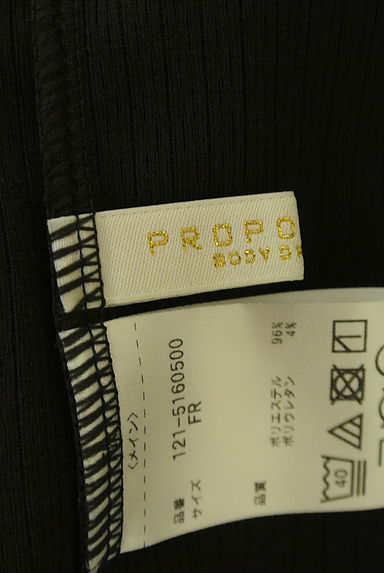 PROPO
BODY D
〈メイン〉
品番 121-5160500
サイズ FR
品質 ポリエステル 96%
ポリウレタン 4%
40